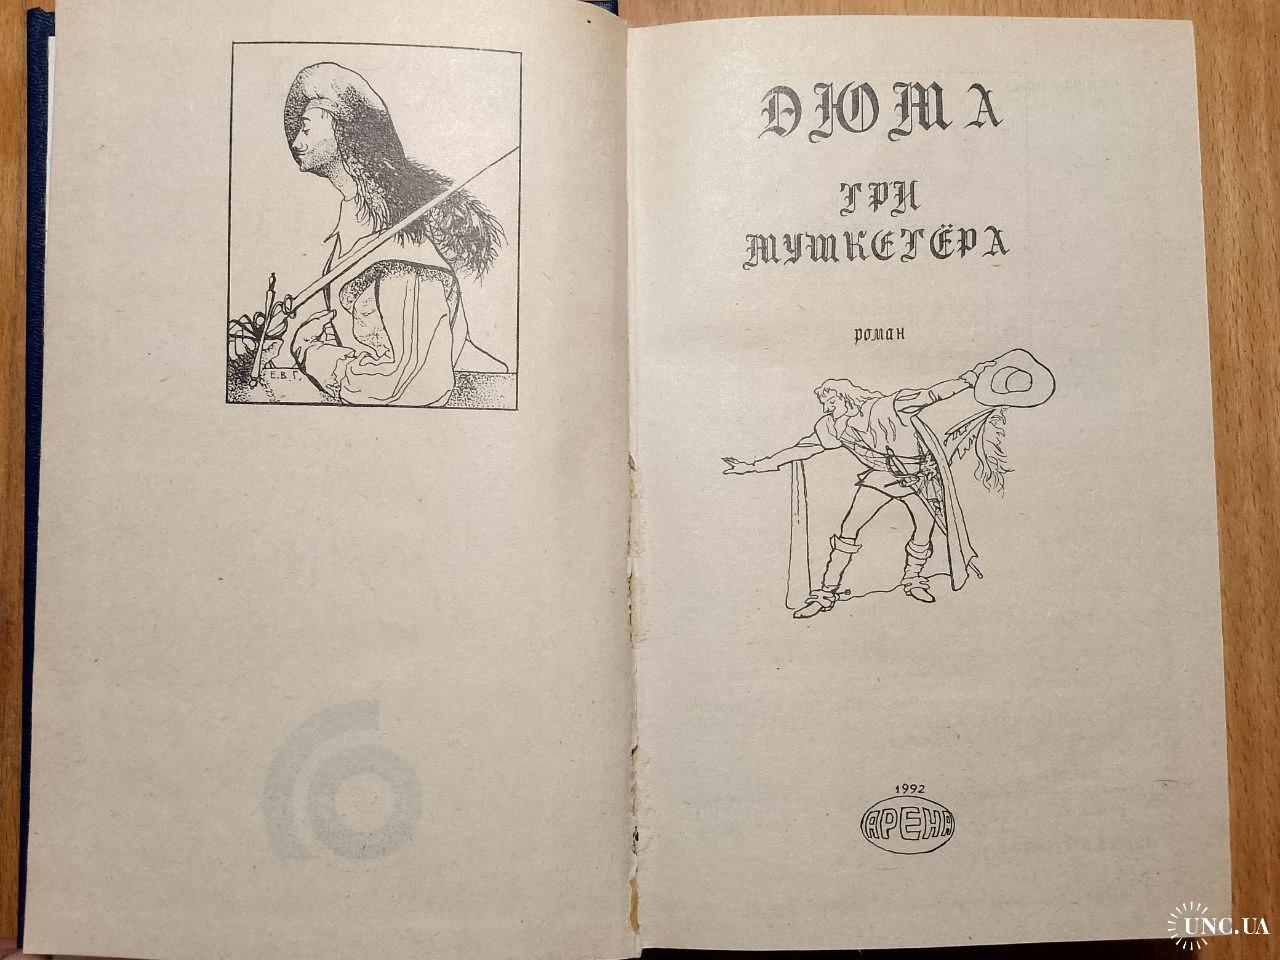 Е.В.Г.
ДЮМА
ТРИ
МУШКЕТЁРА
роман
1992
АРЕНА
UNC.UA